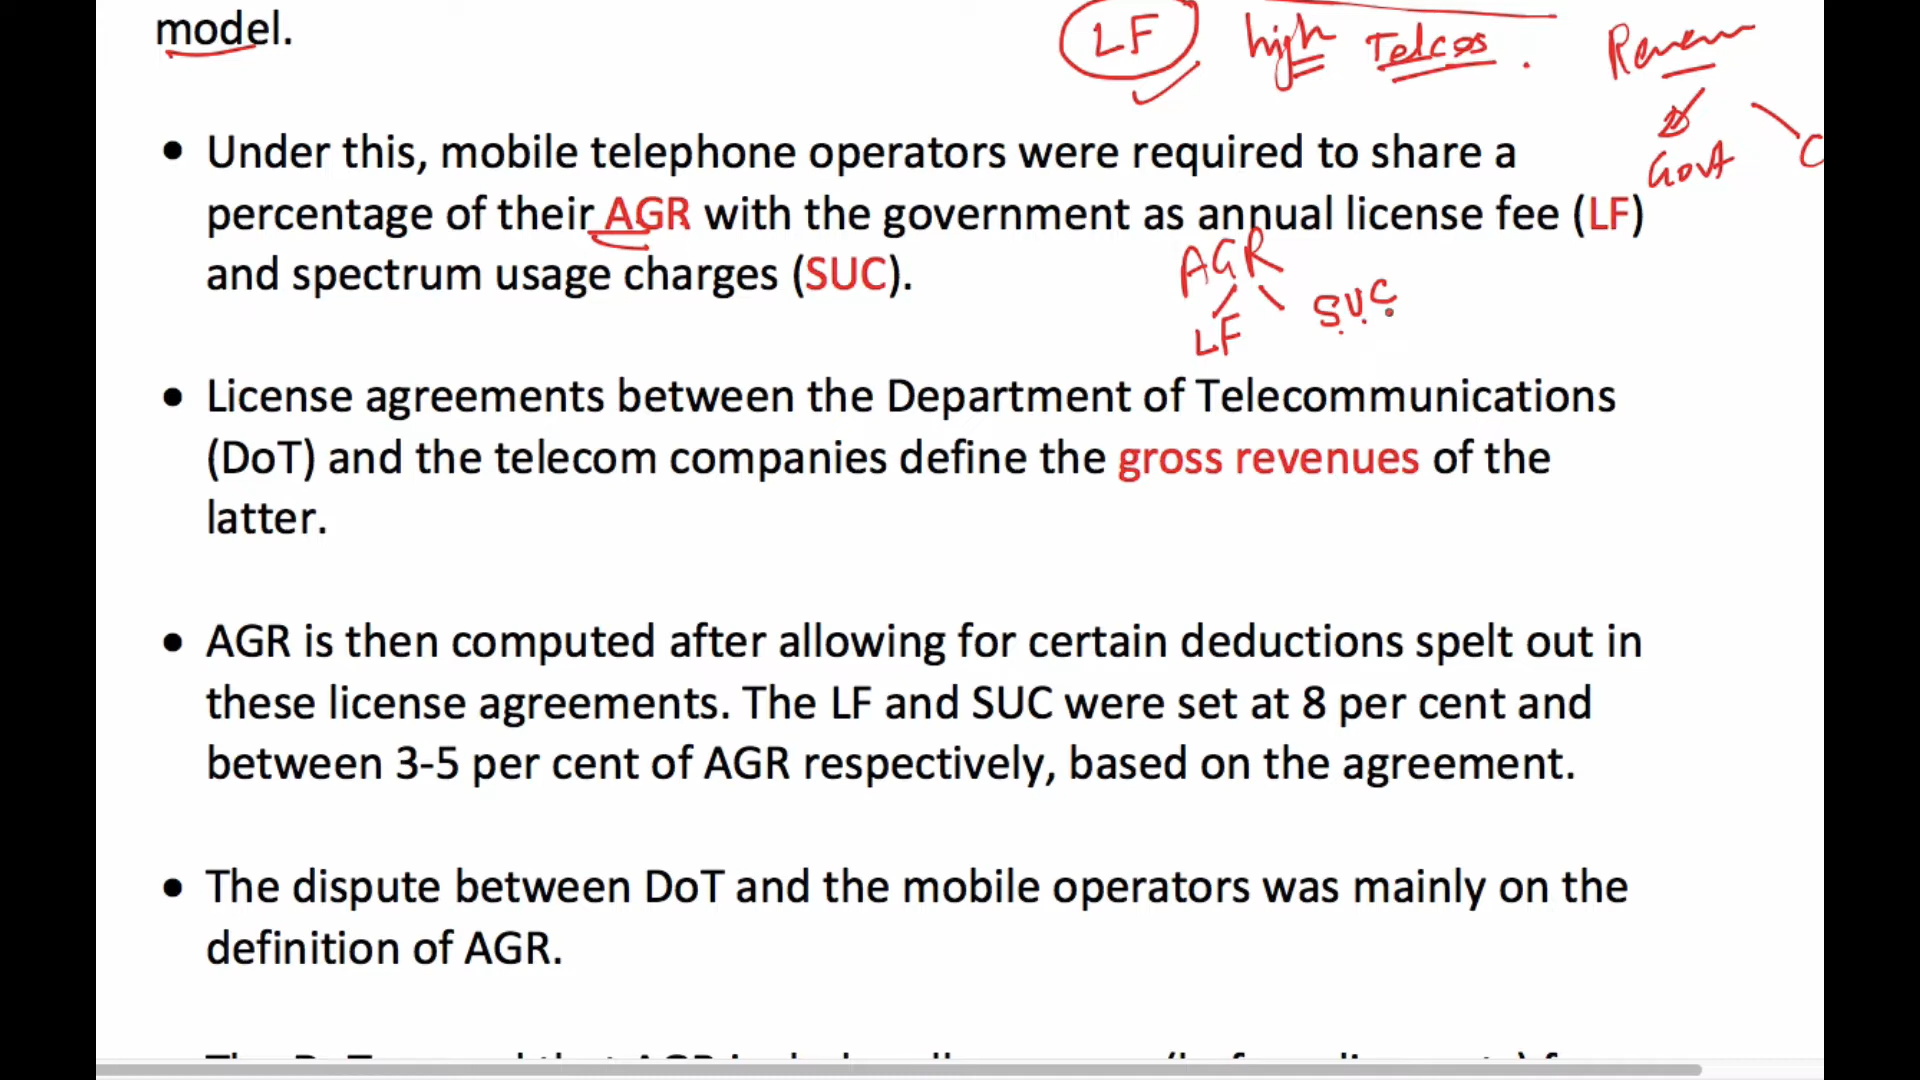 model.
LF high Telcos.
Govt
• Under this, mobile telephone operators were required to share a
percentage of their AGR with the government as annual license fee (LF)
and spectrum usage charges (SUC).
AGR
LF SUC
• License agreements between the Department of Telecommunications
(DoT) and the telecom companies define the gross revenues of the
latter.
• AGR is then computed after allowing for certain deductions spelt out in
these license agreements. The LF and SUC were set at 8 per cent and
between 3-5 per cent of AGR respectively, based on the agreement.
• The dispute between DoT and the mobile operators was mainly on the
definition of AGR.